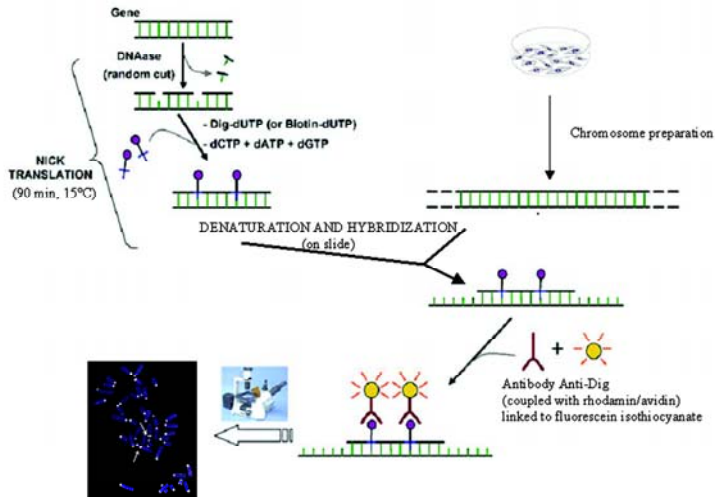 Gene
DNAase
(random cut)
- Dig-dUTP (or Biotin-dUTP)
- dCTP + dATP + dGTP
NICK
TRANSLATION
(90 min, 15ºC)
Chromosome preparation
DENATURATION AND HYBRIDIZATION
(on slide)
+
Antibody Anti-Dig
(coupled with rhodamin/avidin)
linked to fluorescein isothiocyanate